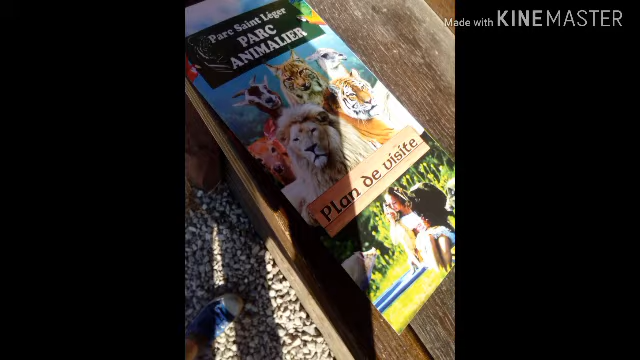 Made with KINEMASTER
Parc Saint Léger
PARC
ANIMALIER
Plan de visite